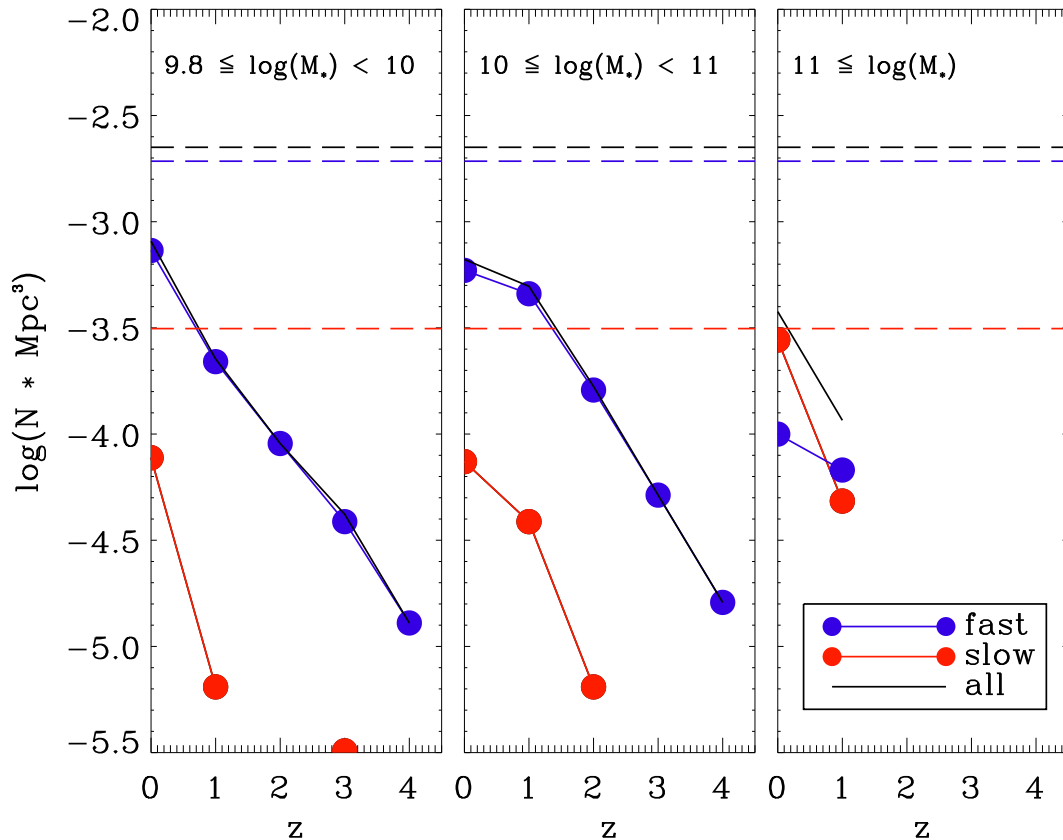 9.8 ≦ log(M*) < 10
10 ≦ log(M*) < 11
11 ≦ log(M*)
log(N * Mpc³)
−2.0
−2.5
−3.0
−3.5
−4.0
−4.5
−5.0
−5.5
fast
slow
all
0 1 2 3 4
0 1 2 3 4
0 1 2 3 4
z
z
z